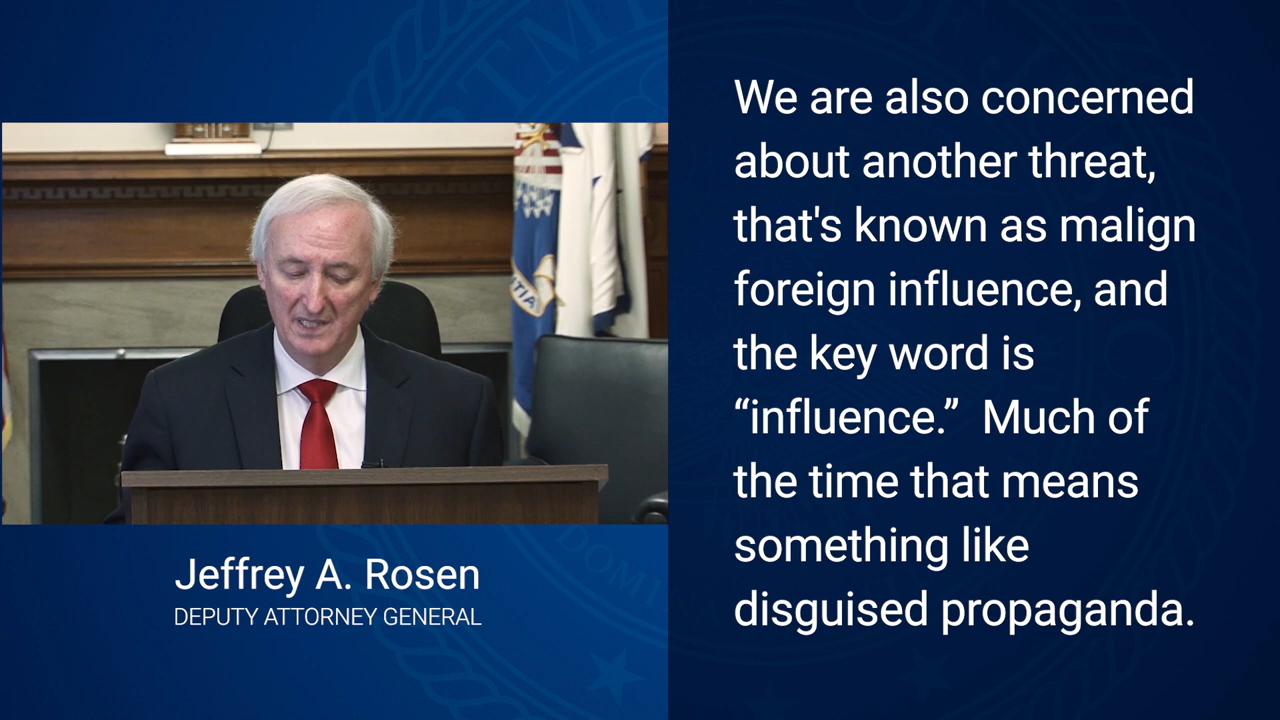 We are also concerned
about another threat,
that's known as malign
foreign influence, and
the key word is
“influence.”  Much of
the time that means
something like
disguised propaganda.
Jeffrey A. Rosen
DEPUTY ATTORNEY GENERAL